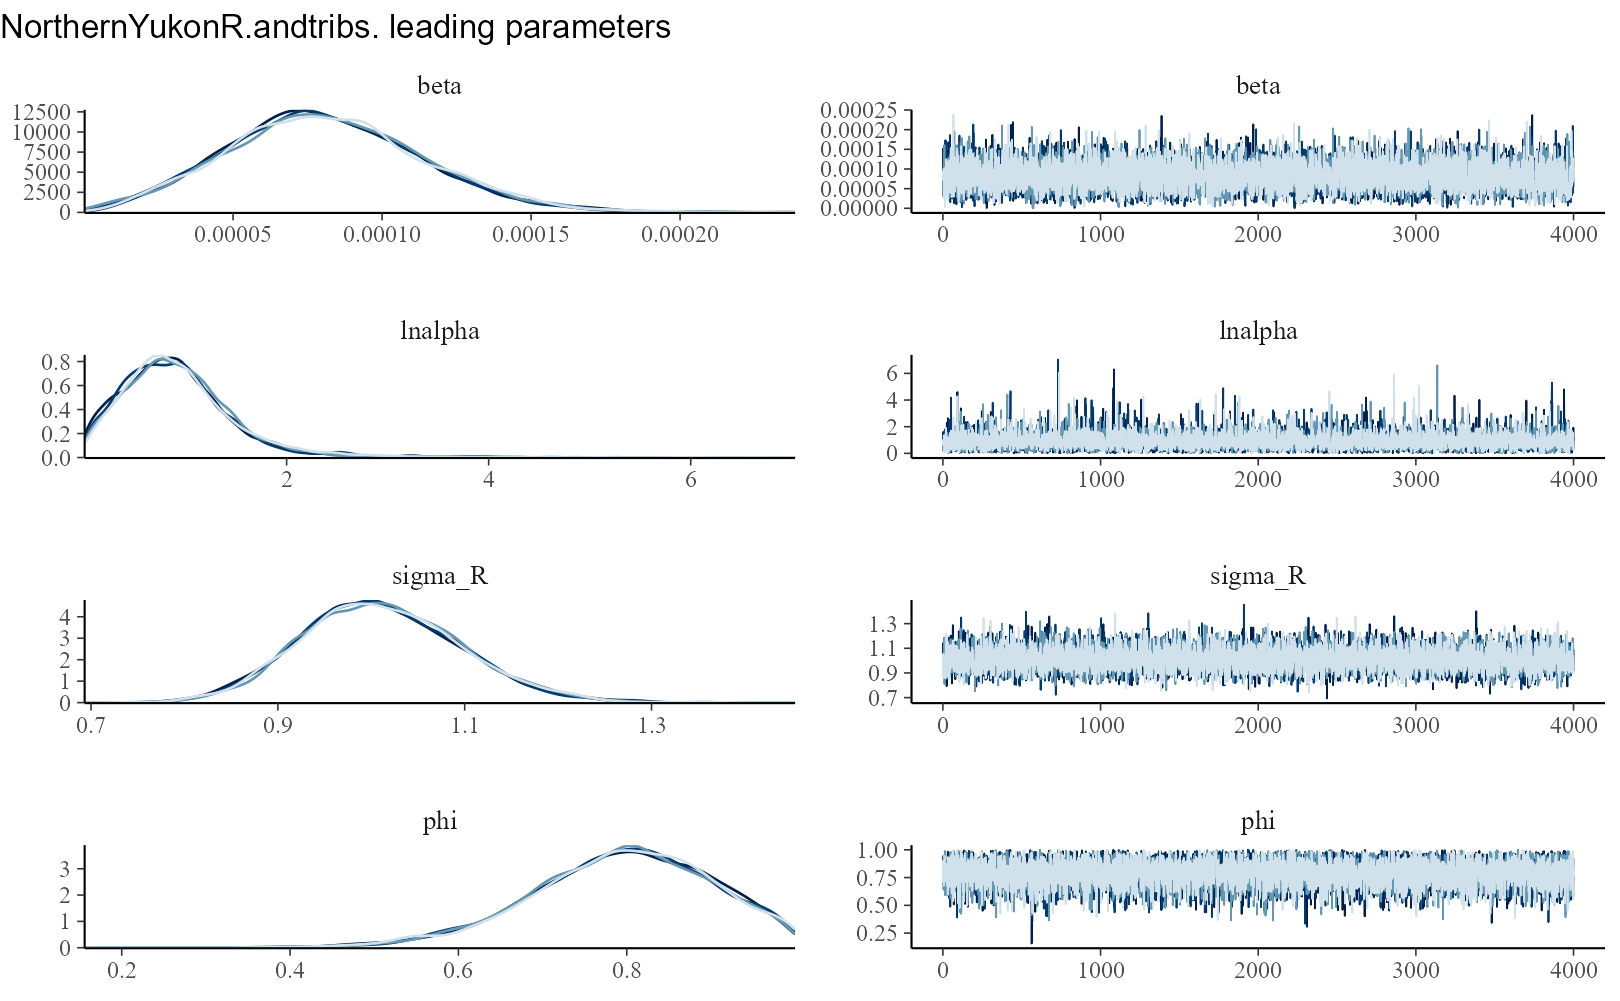 NorthernYukonR.andtribs. leading parameters
beta
12500
10000
7500
5000
2500
0
0.00005 0.00010 0.00015 0.00020
beta
0.00025
0.00020
0.00015
0.00010
0.00005
0.00000
0 1000 2000 3000 4000
lnalpha
0.8
0.6
0.4
0.2
0.0
2 4 6
lnalpha
6
4
2
0
0 1000 2000 3000 4000
sigma_R
4
3
2
1
0
0.7 0.9 1.1 1.3
sigma_R
1.3
1.1
0.9
0.7
0 1000 2000 3000 4000
phi
3
2
1
0
0.2 0.4 0.6 0.8
phi
1.00
0.75
0.50
0.25
0 1000 2000 3000 4000